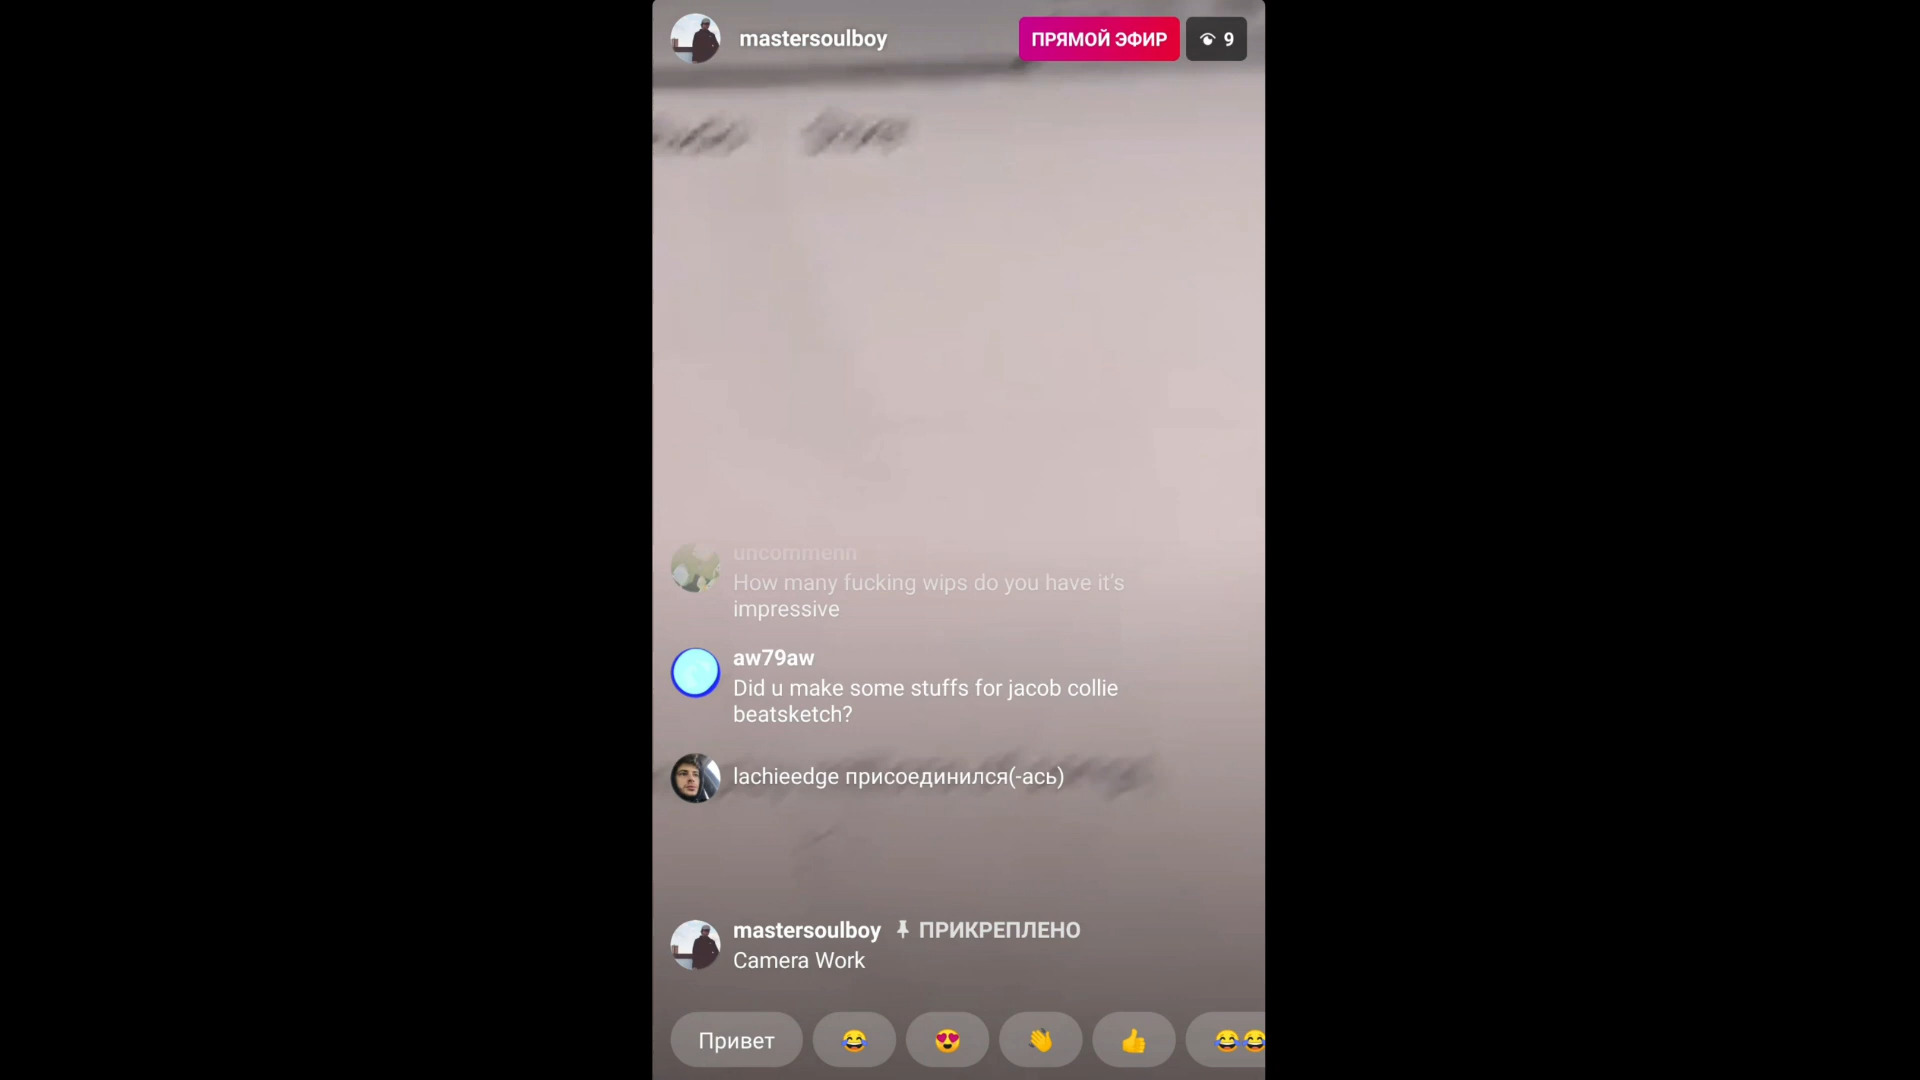 mastersoulboy
ПРЯМОЙ ЭФИР
9
uncommenn
How many fucking wips do you have it's
impressive
aw79aw
Did u make some stuffs for jacob collie
beatsketch?
lachieedge присоединился(-ась)
mastersoulboy ПРИКРЕПЛЕНО
Camera Work
Привет